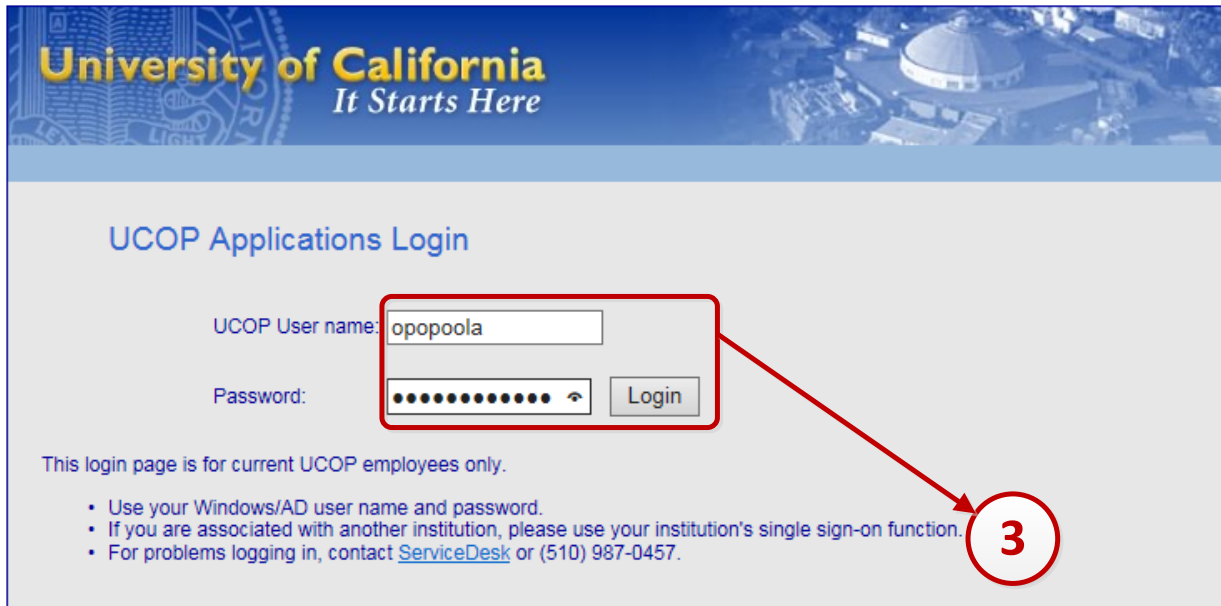 University of California
It Starts Here
UCOP Applications Login
UCOP User name: opopoola
Password: ●●●●●●●●●●●● Login
This login page is for current UCOP employees only.
• Use your Windows/AD user name and password.
• If you are associated with another institution, please use your institution's single sign-on function.
• For problems logging in, contact ServiceDesk or (510) 987-0457.
3